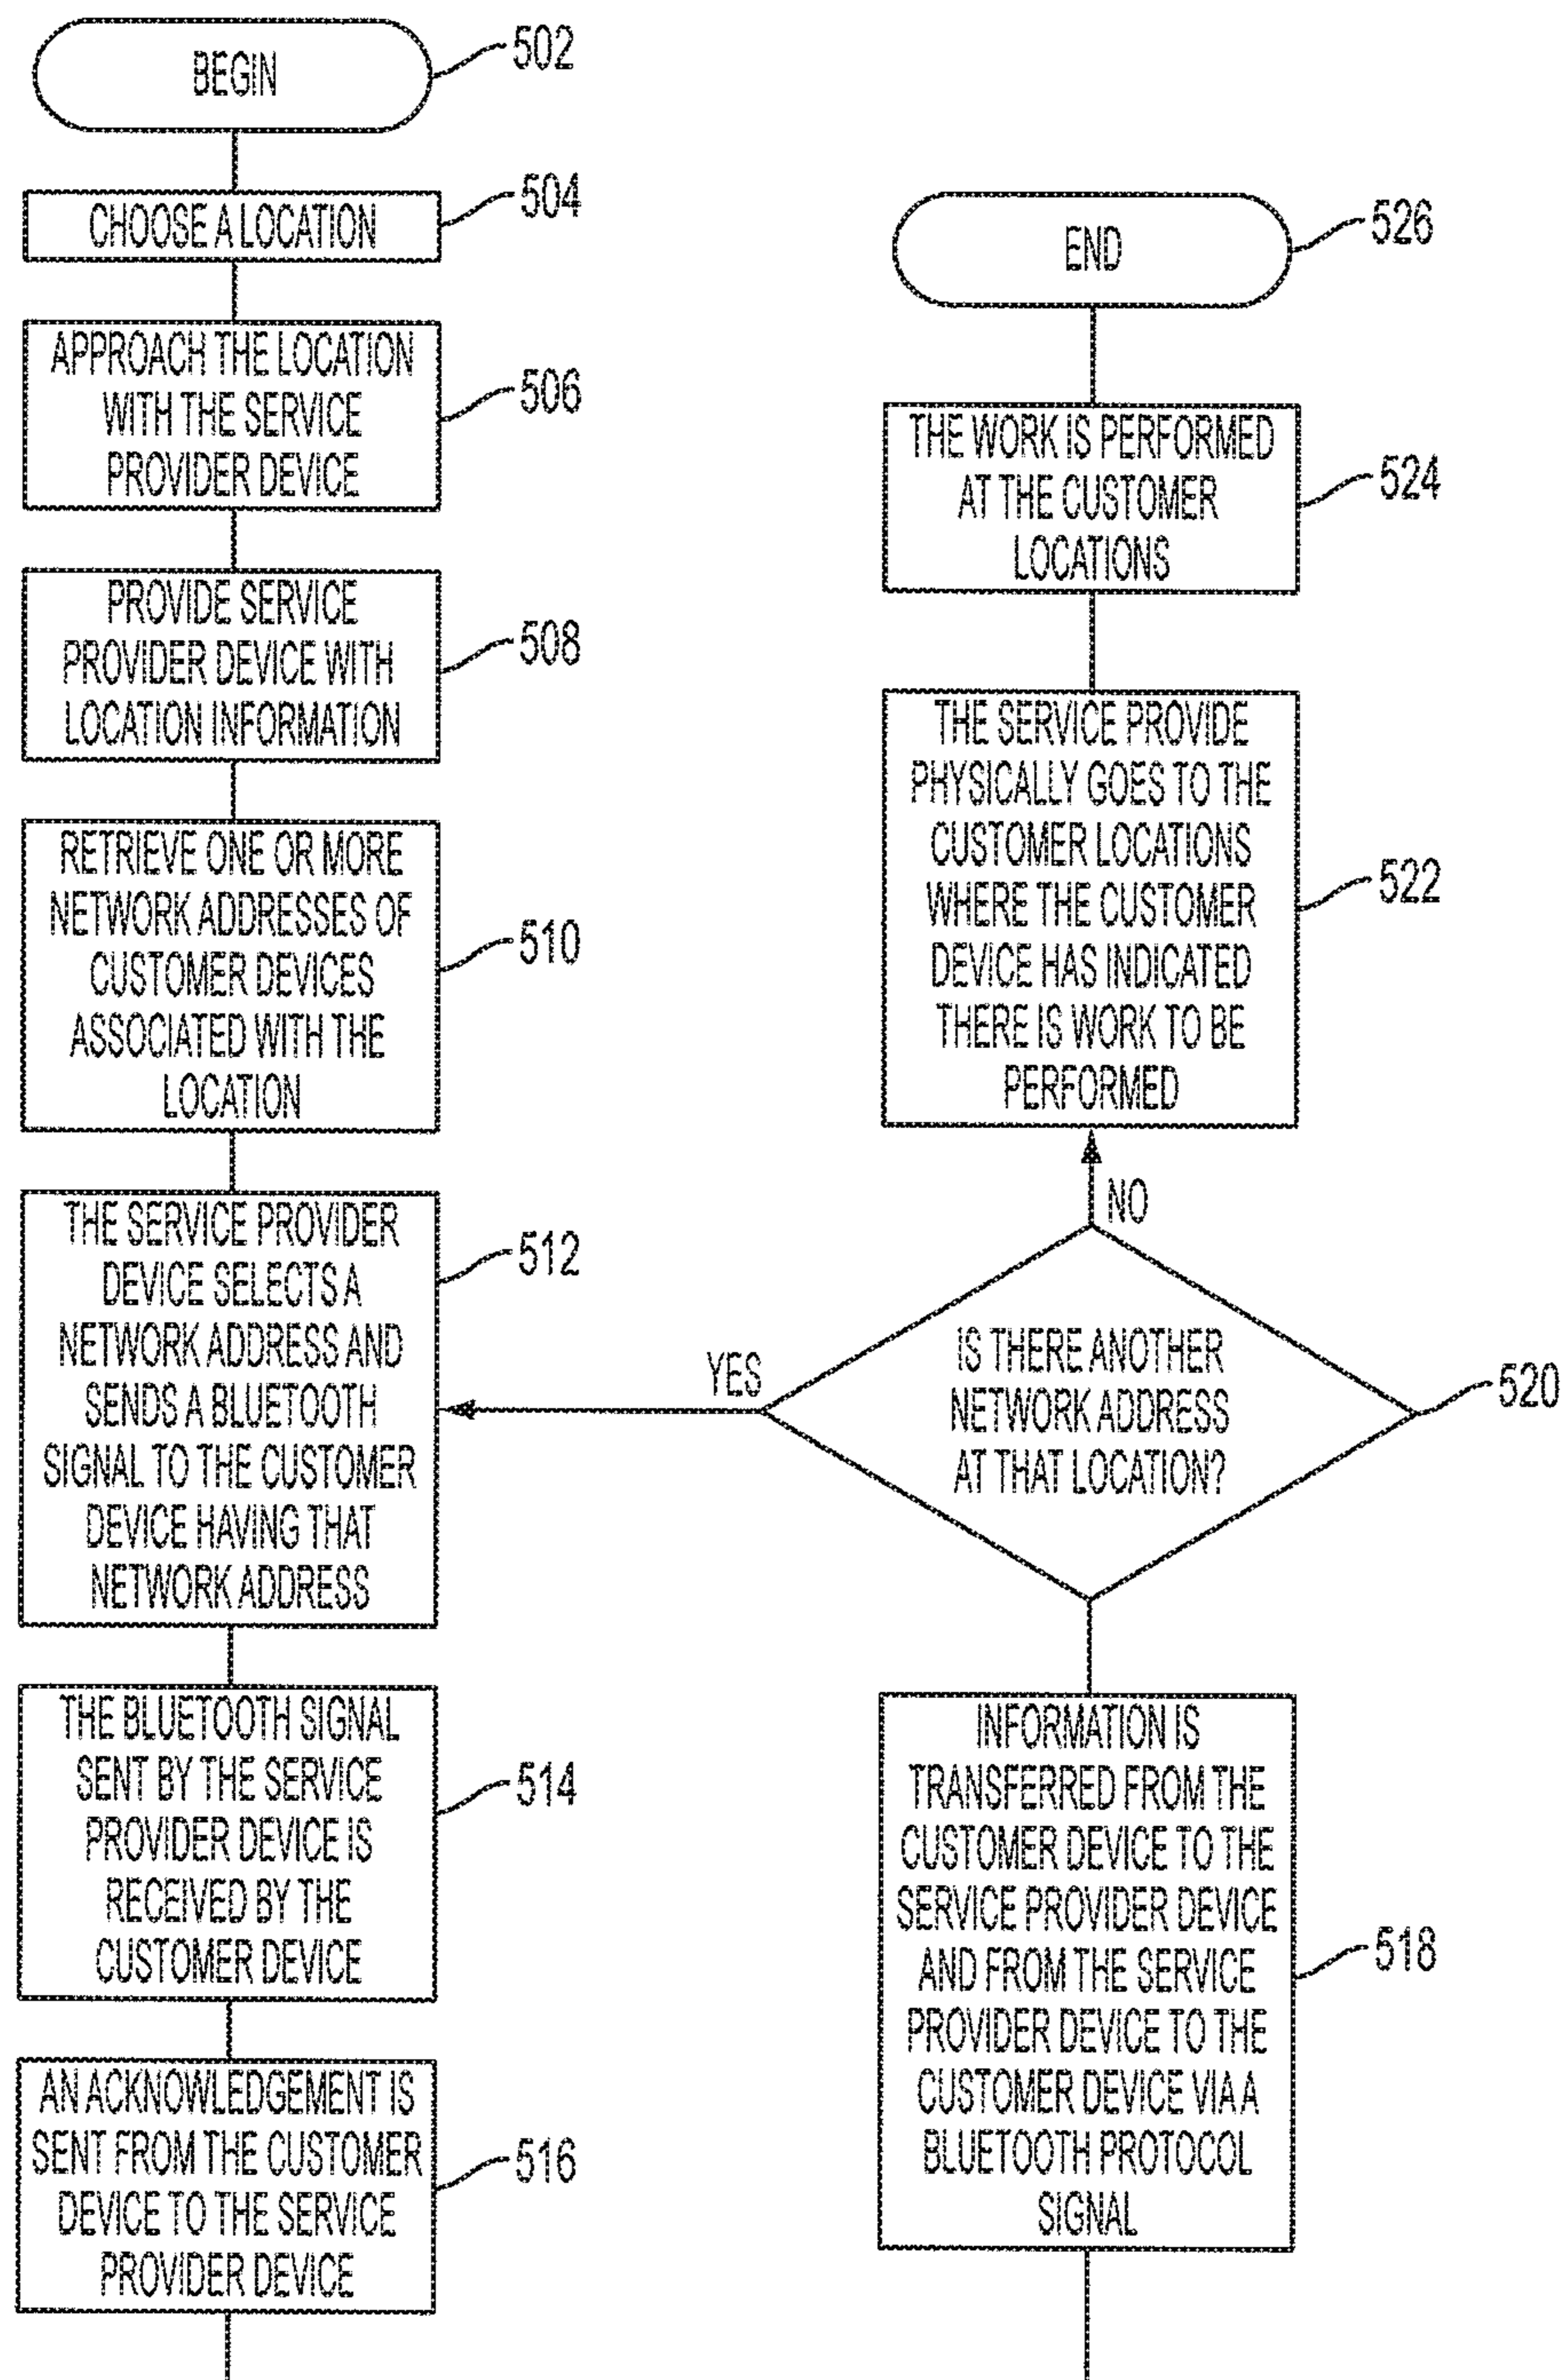 BEGIN
502
CHOOSE A LOCATION
504
APPROACH THE LOCATION
WITH THE SERVICE
PROVIDER DEVICE
506
PROVIDE SERVICE
PROVIDER DEVICE WITH
LOCATION INFORMATION
508
RETRIEVE ONE OR MORE
NETWORK ADDRESSES OF
CUSTOMER DEVICES
ASSOCIATED WITH THE
LOCATION
510
THE SERVICE PROVIDER
DEVICE SELECTS A
NETWORK ADDRESS AND
SENDS A BLUETOOTH
SIGNAL TO THE CUSTOMER
DEVICE HAVING THAT
NETWORK ADDRESS
512
THE BLUETOOTH SIGNAL
SENT BY THE SERVICE
PROVIDER DEVICE IS
RECEIVED BY THE
CUSTOMER DEVICE
514
AN ACKNOWLEDGEMENT IS
SENT FROM THE CUSTOMER
DEVICE TO THE SERVICE
PROVIDER DEVICE
516
INFORMATION IS
TRANSFERRED FROM THE
CUSTOMER DEVICE TO THE
SERVICE PROVIDER DEVICE
AND FROM THE SERVICE
PROVIDER DEVICE TO THE
CUSTOMER DEVICE VIA A
BLUETOOTH PROTOCOL
SIGNAL
518
IS THERE ANOTHER
NETWORK ADDRESS
AT THAT LOCATION?
520
YES
NO
THE SERVICE PROVIDE
PHYSICALLY GOES TO THE
CUSTOMER LOCATIONS
WHERE THE CUSTOMER
DEVICE HAS INDICATED
THERE IS WORK TO BE
PERFORMED
522
THE WORK IS PERFORMED
AT THE CUSTOMER
LOCATIONS
524
END
526